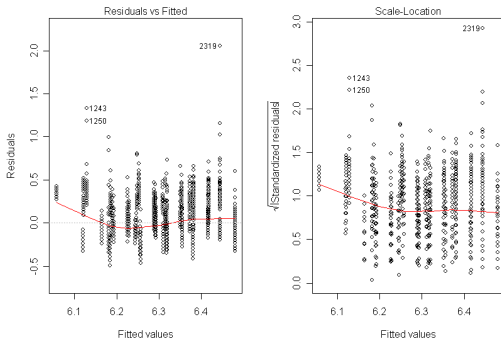 Residuals vs Fitted
Residuals
2.0
1.5
1.0
0.5
0.0
-0.5
2319
1243
1250
6.1 6.2 6.3 6.4
Fitted values
Scale-Location
√|Standardized residuals|
3.0
2.5
2.0
1.5
1.0
0.5
0.0
2319
1243
1250
6.1 6.2 6.3 6.4
Fitted values